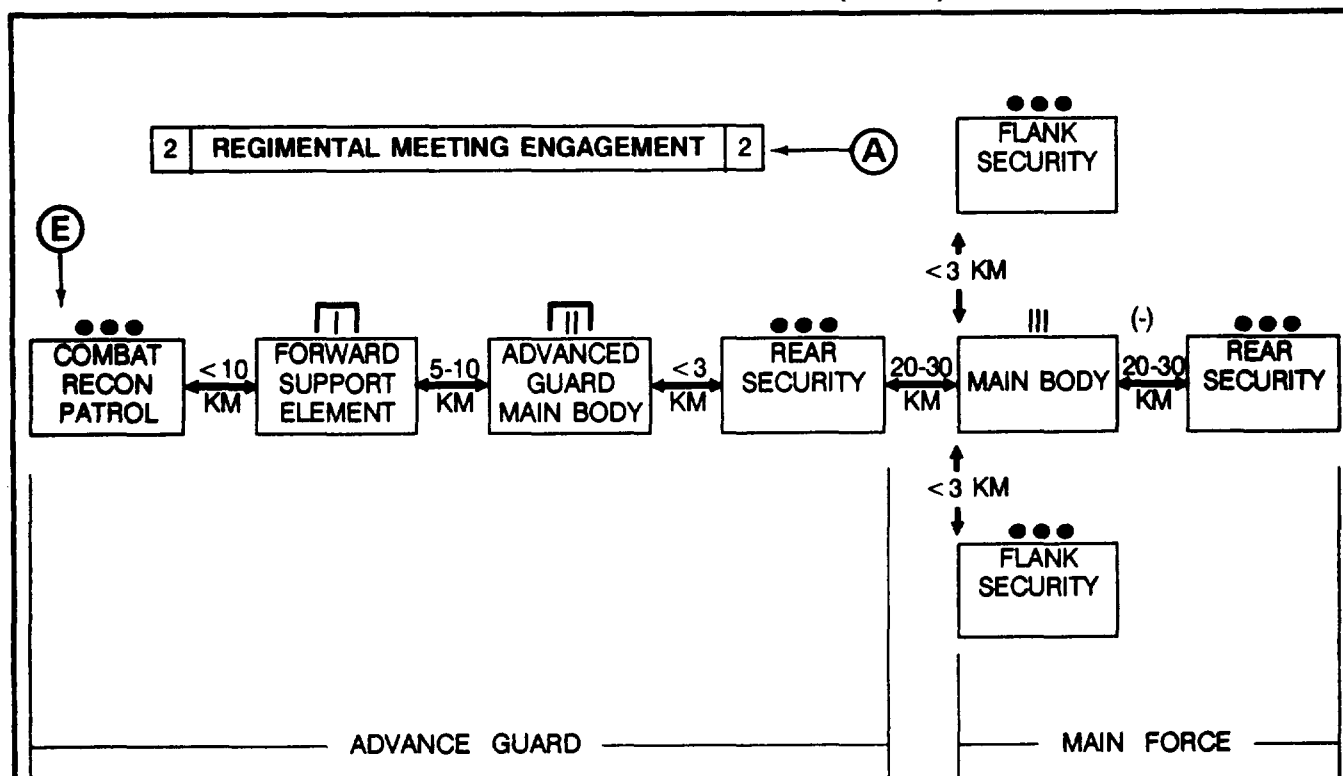 2 REGIMENTAL MEETING ENGAGEMENT 2
A
FLANK
SECURITY
E
<3 KM
COMBAT
RECON
PATROL
<10
KM
I
FORWARD
SUPPORT
ELEMENT
5-10
KM
II
ADVANCED
GUARD
MAIN BODY
<3
KM
REAR
SECURITY
20-30
KM
III (-)
MAIN BODY
20-30
KM
REAR
SECURITY
<3 KM
FLANK
SECURITY
ADVANCE GUARD
MAIN FORCE